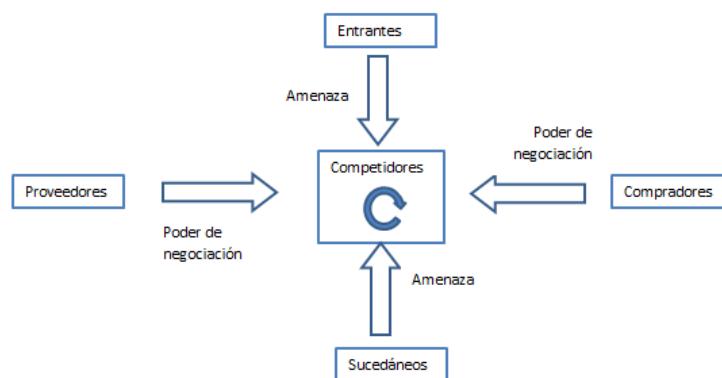 Entrantes
Amenaza
Poder de
negociación
Competidores
Proveedores
Compradores
Poder de
negociación
Amenaza
Sucedáneos